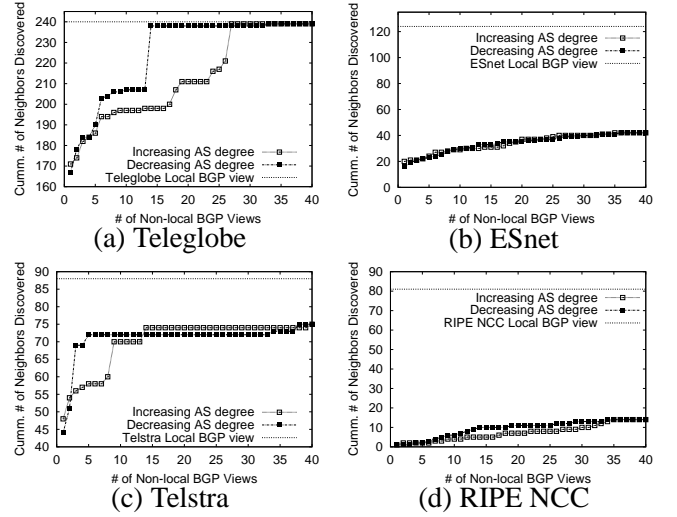 Cumm. # of Neighbors Discovered
240
230
220
210
200
190
180
170
160
Increasing AS degree
Decreasing AS degree
Teleglobe Local BGP view
0 5 10 15 20 25 30 35 40
# of Non-local BGP Views
(a) Teleglobe
Cumm. # of Neighbors Discovered
120
100
80
60
40
20
0
Increasing AS degree
Decreasing AS degree
ESnet Local BGP view
0 5 10 15 20 25 30 35 40
# of Non-local BGP Views
(b) ESnet
Cumm. # of Neighbors Discovered
90
85
80
75
70
65
60
55
50
45
40
Increasing AS degree
Decreasing AS degree
Telstra Local BGP view
0 5 10 15 20 25 30 35 40
# of Non-local BGP Views
(c) Telstra
Cumm. # of Neighbors Discovered
90
80
70
60
50
40
30
20
10
0
Increasing AS degree
Decreasing AS degree
RIPE NCC Local BGP view
0 5 10 15 20 25 30 35 40
# of Non-local BGP Views
(d) RIPE NCC